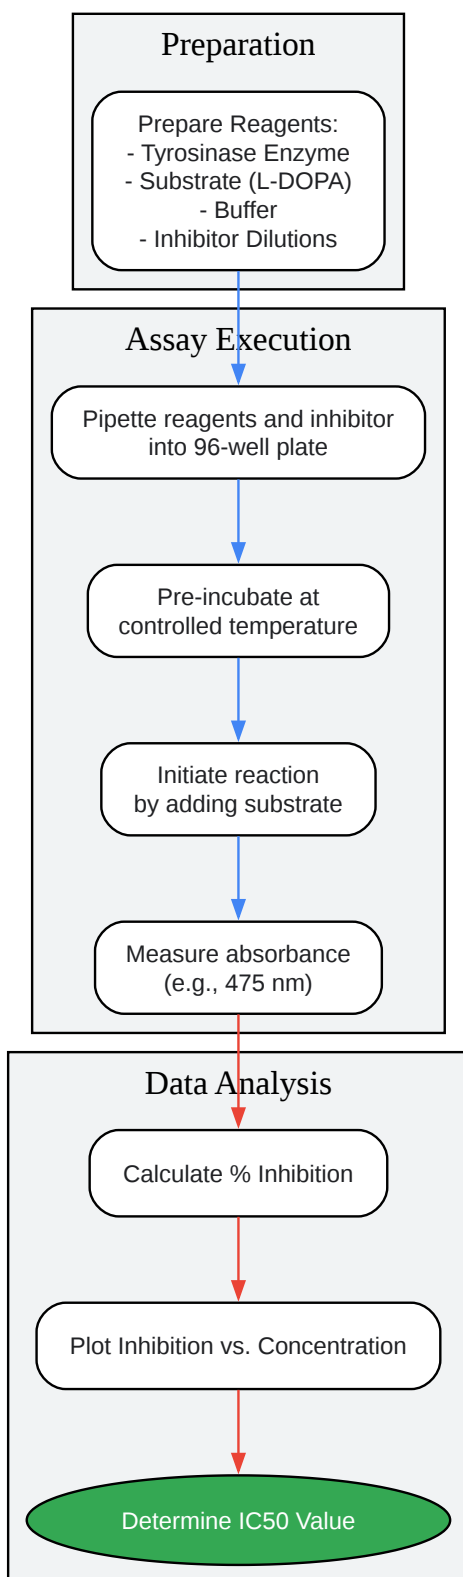 Preparation
Prepare Reagents:
- Tyrosinase Enzyme
- Substrate (L-DOPA)
- Buffer
- Inhibitor Dilutions
Assay Execution
Pipette reagents and inhibitor
into 96-well plate
Pre-incubate at
controlled temperature
Initiate reaction
by adding substrate
Measure absorbance
(e.g., 475 nm)
Data Analysis
Calculate % Inhibition
Plot Inhibition vs. Concentration
Determine IC50 Value